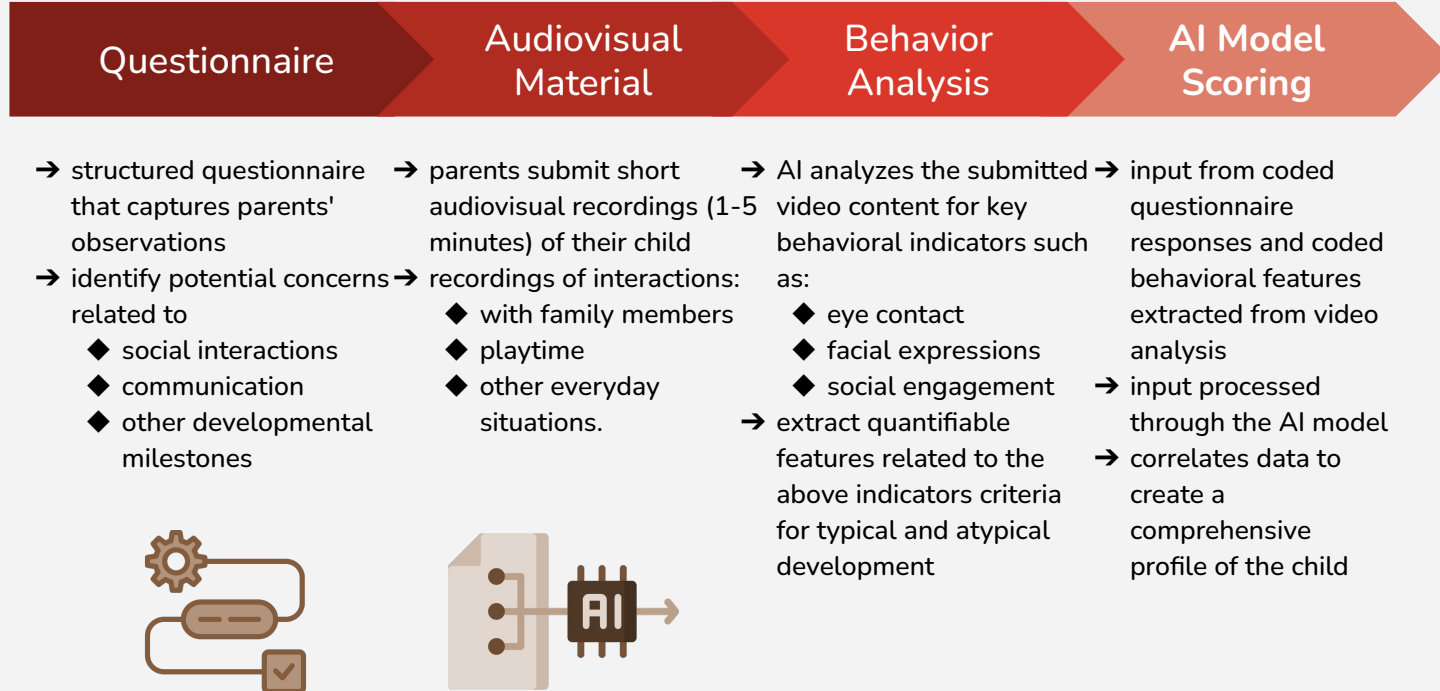 Questionnaire
Audiovisual
Material
Behavior
Analysis
AI Model
Scoring
➔ structured questionnaire
that captures parents'
observations
➔ identify potential concerns
related to
◆ social interactions
◆ communication
◆ other developmental
milestones
➔ parents submit short
audiovisual recordings (1-5
minutes) of their child
➔ recordings of interactions:
◆ with family members
◆ playtime
◆ other everyday
situations.
➔ AI analyzes the submitted
video content for key
behavioral indicators such
as:
◆ eye contact
◆ facial expressions
◆ social engagement
➔ extract quantifiable
features related to the
above indicators criteria
for typical and atypical
development
➔ input from coded
questionnaire
responses and coded
behavioral features
extracted from video
analysis
➔ input processed
through the AI model
➔ correlates data to
create a
comprehensive
profile of the child
AI